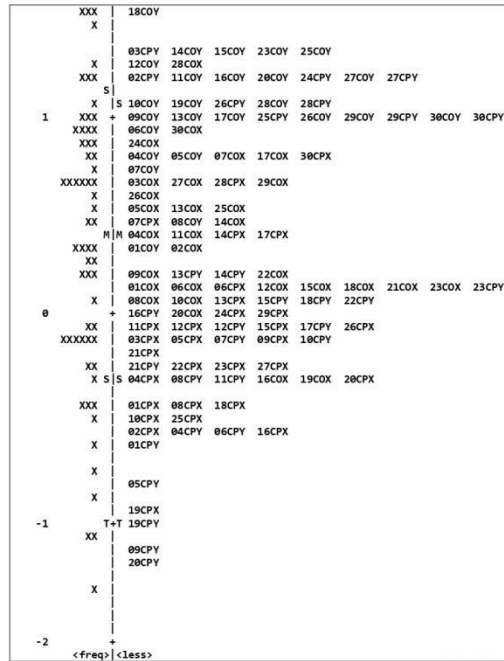 XXX | 18COY
X |
|
| 03CPY 14COY 15COY 23COY 25COY
X | 12COY 28COX
XXX | 02CPY 11COY 16COY 20COY 24CPY 27COY 27CPY
S|
X |S 10COY 19COY 26CPY 28COY 28CPY
1 XXX + 09COY 13COY 17COY 25CPY 26COY 29COY 29CPY 30COY 30CPY
XXXX | 06COY 30COX
XXX | 24COX
XX | 04COY 05COY 07COX 17COX 30CPX
X | 07COY
XXXXXX | 03COX 27COX 28CPX 29COX
X | 26COX
X | 05COX 13COX 25COX
XX | 07CPX 08COY 14COX
M|M 04COX 11COX 14CPX 17CPX
XXXX | 01COY 02COX
XX |
XXX | 09COX 13CPY 14CPY 22COX
| 01COX 06COX 06CPX 12COX 15COX 18COX 21COX 23COX 23CPY
X | 08COX 10COX 13CPX 15CPY 18CPY 22CPY
0 + 16CPY 20COX 24CPX 29CPX
XX | 11CPX 12CPX 12CPY 15CPX 17CPY 26CPX
XXXXXX | 03CPX 05CPX 07CPY 09CPX 10CPY
| 21CPX
XX | 21CPY 22CPX 23CPX 27CPX
X S|S 04CPX 08CPY 11CPY 16COX 19COX 20CPX
|
XXX | 01CPX 08CPX 18CPX
X | 10CPX 25CPX
| 02CPX 04CPY 06CPY 16CPX
X | 01CPY
|
X |
| 05CPY
X |
| 19CPX
-1 T+T 19CPY
XX |
| 09CPY
| 20CPY
|
X |
|
|
|
-2 +
<freq>|<less>